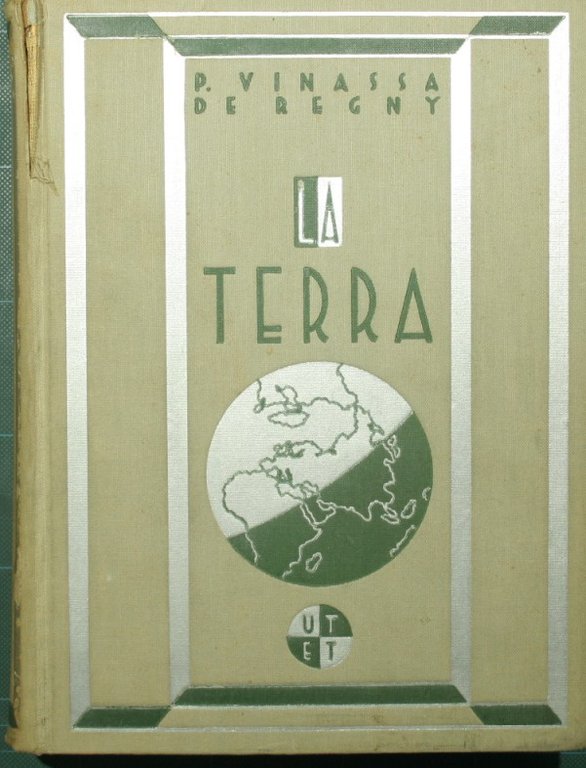 P. VINASSA
DE REGNY
LA
TERRA
UT
ET